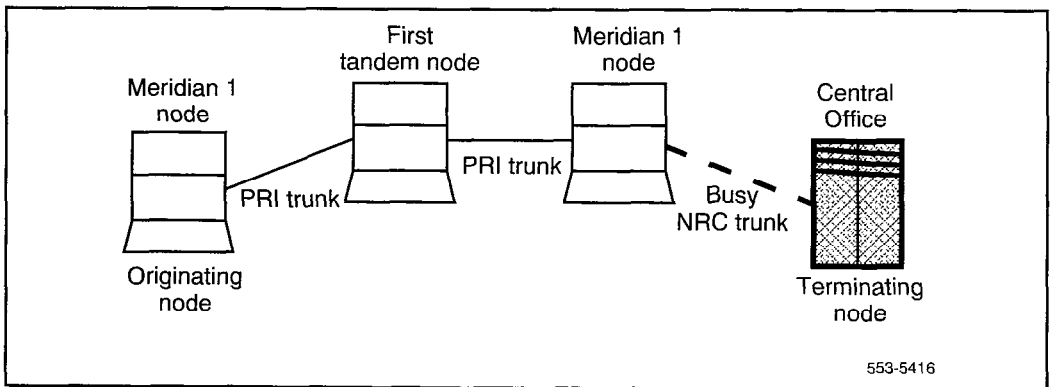 Meridian 1
node
Originating
node
PRI trunk
First
tandem node
PRI trunk
Meridian 1
node
Busy
NRC trunk
Central
Office
Terminating
node
553-5416